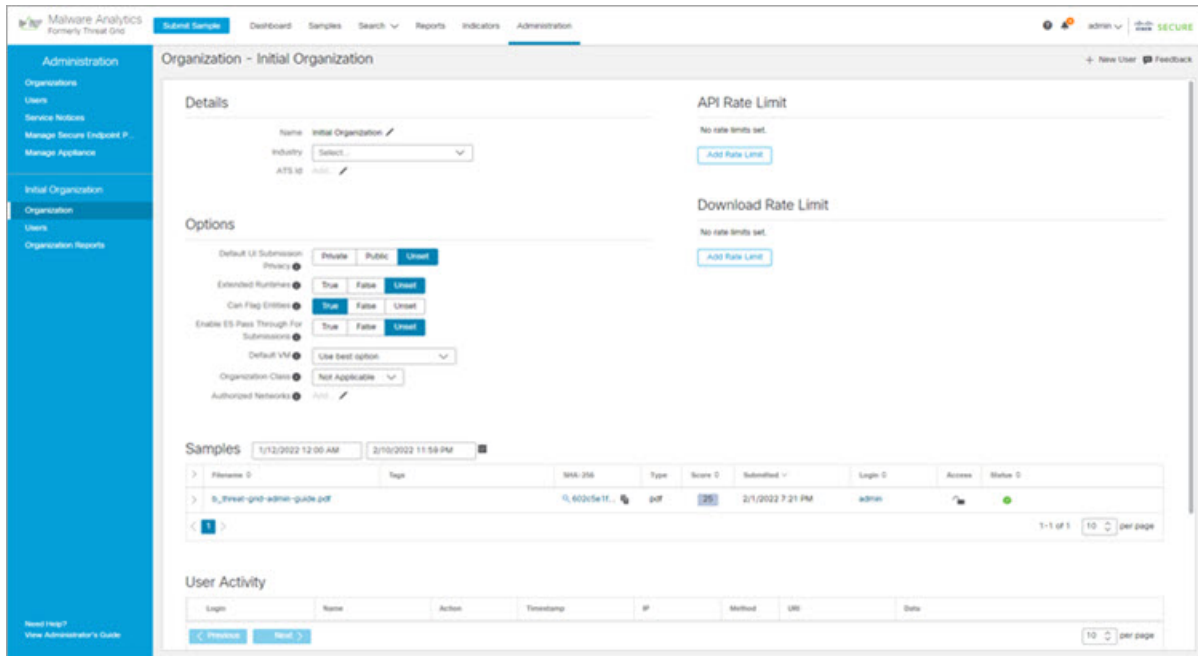 Malware Analytics
Formerly Threat Grid
Submit Sample
Dashboard
Samples
Search
Reports
Indicators
Administration
admin
CISCO SECURE
Administration
Organizations
Users
Service Notices
Manage Secure Endpoint P...
Manage Appliance
Initial Organization
Organization
Users
Organization Reports
Need Help?
View Administrator's Guide
Organization - Initial Organization
+ New User
Feedback
Details
Name Initial Organization
Industry Select...
ATS Id Add...
Options
Default UI Submission Privacy Private Public Unset
Extended Runtimes True False Unset
Can Flag Entities True False Unset
Enable ES Pass Through For Submissions True False Unset
Default VM Use best option
Organization Class Not Applicable
Authorized Networks Add...
API Rate Limit
No rate limits set.
Add Rate Limit
Download Rate Limit
No rate limits set.
Add Rate Limit
Samples 1/12/2022 12:00 AM 2/10/2022 11:59 PM
Filename Tags SHA-256 Type Score Submitted Login Access Status
b_threat-grid-admin-guide.pdf 602c5e1f... pdf 25 2/1/2022 7:21 PM admin
1
1-1 of 1 10 per page
User Activity
Login Name Action Timestamp IP Method URI Data
Previous Next 10 per page